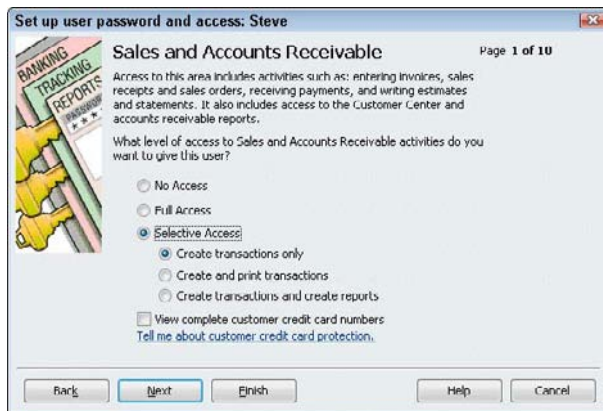 Set up user password and access: Steve
Sales and Accounts Receivable
Page 1 of 10
BANKING
TRACKING
REPORTS
PASSWORD
* * * *
Access to this area includes activities such as: entering invoices, sales
receipts and sales orders, receiving payments, and writing estimates
and statements. It also includes access to the Customer Center and
accounts receivable reports.
What level of access to Sales and Accounts Receivable activities do you
want to give this user?
No Access
Full Access
Selective Access
Create transactions only
Create and print transactions
Create transactions and create reports
View complete customer credit card numbers
Tell me about customer credit card protection.
Back
Next
Finish
Help
Cancel